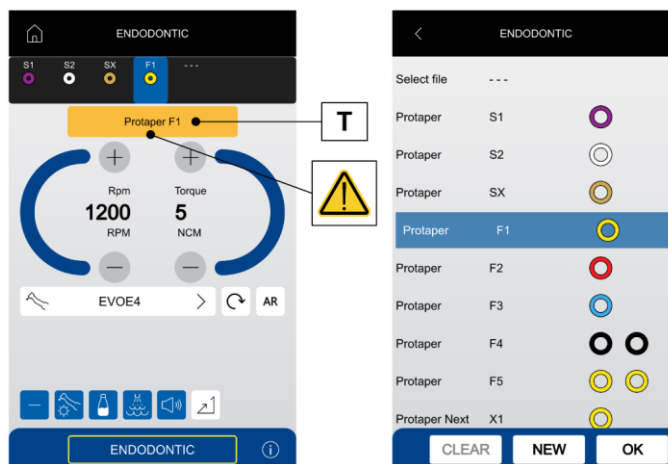 ENDODONTIC
S1 S2 SX F1 ---
Protaper F1
T
Rpm Torque
1200 5
RPM NCM
EVOE4 AR
ENDODONTIC
ENDODONTIC
Select file ---
Protaper S1
Protaper S2
Protaper SX
Protaper F1
Protaper F2
Protaper F3
Protaper F4
Protaper F5
Protaper Next X1
CLEAR NEW OK